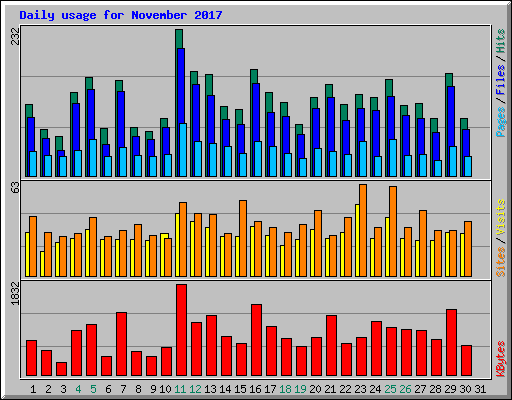 Daily usage for November 2017
232
Pages / Files / Hits
63
Sites / Visits
1832
KBytes
1 2 3 4 5 6 7 8 9 10 11 12 13 14 15 16 17 18 19 20 21 22 23 24 25 26 27 28 29 30 31